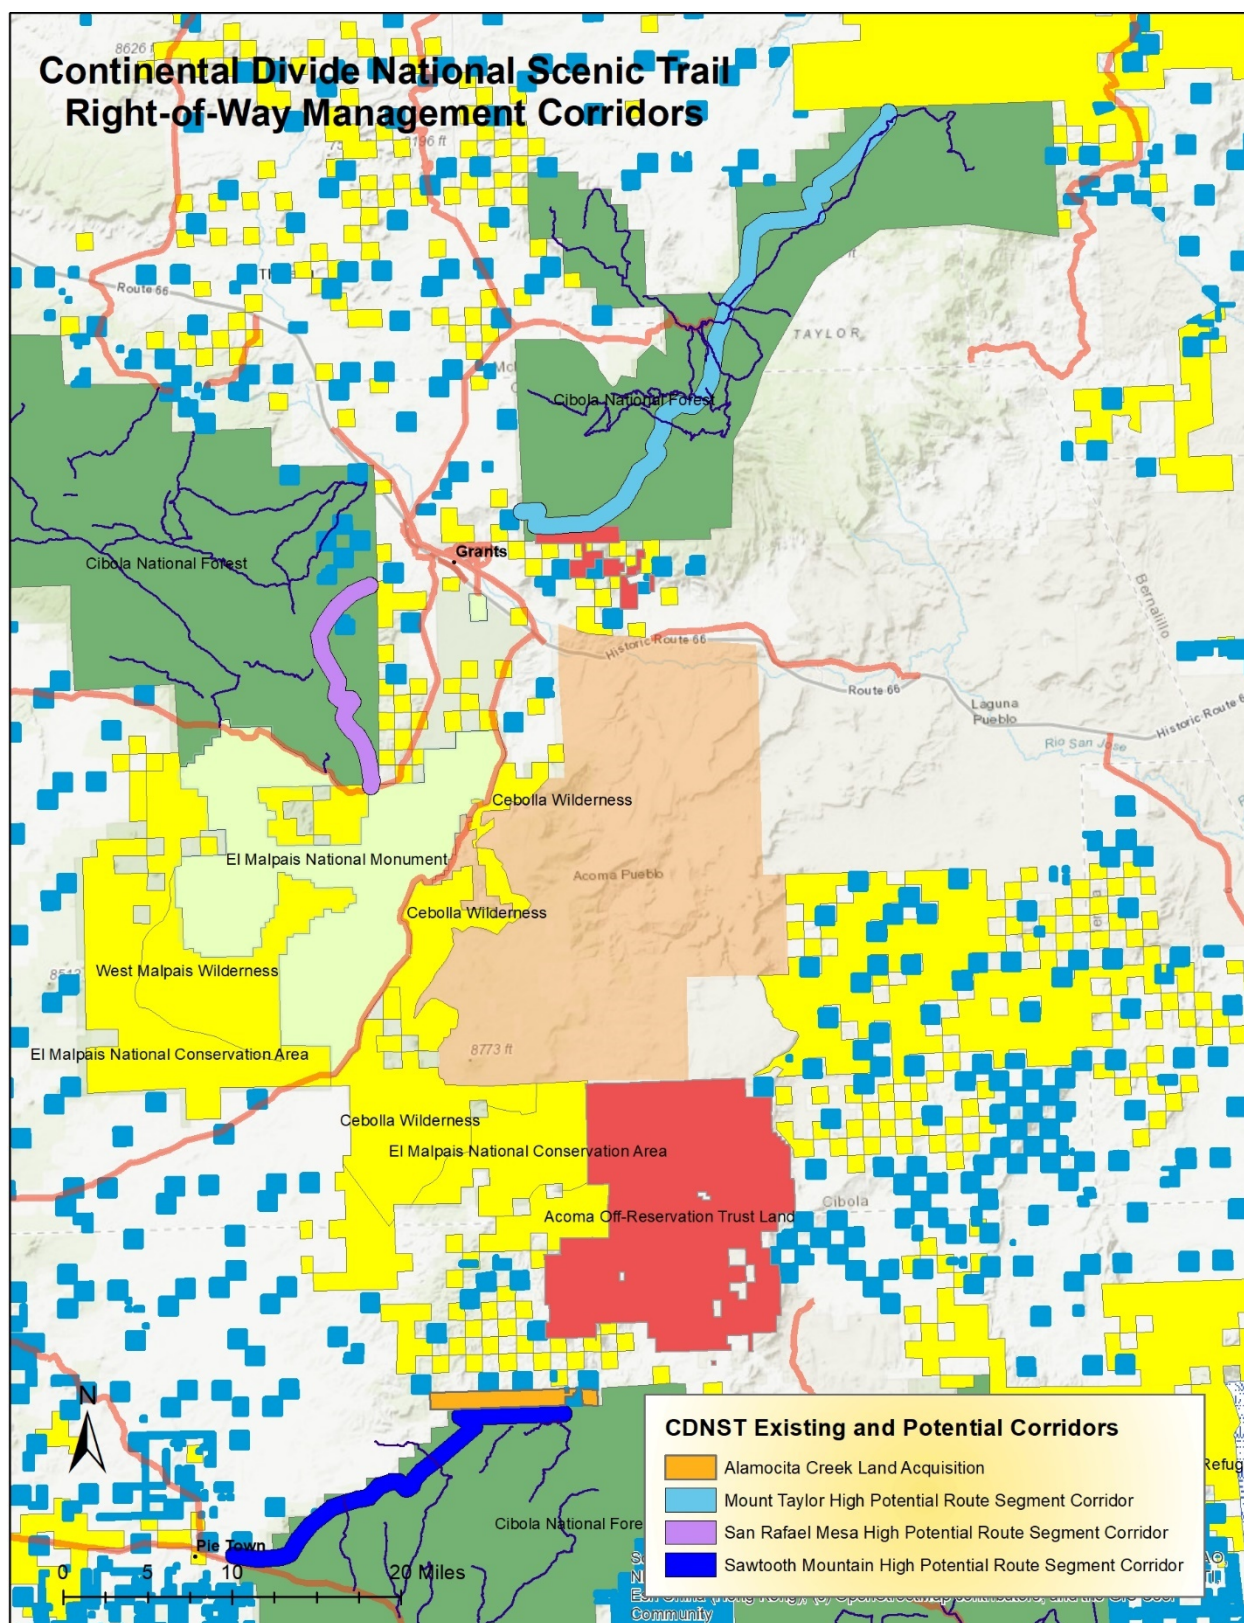 8626 ft
Continental Divide National Scenic Trail
Right-of-Way Management Corridors
Route 66
TAYLOR
Cibola National Forest
Cibola National Forest
Grants
Historic Route 66
Route 66
Laguna
Pueblo
Historic Route 6
Rio San Jose
Bernalillo
Cebolla Wilderness
El Malpais National Monument
Acoma Pueblo
Cebolla Wilderness
West Malpais Wilderness
El Malpais National Conservation Area
8773 ft
Cebolla Wilderness
El Malpais National Conservation Area
Cibola
Acoma Off-Reservation Trust Land
N
CDNST Existing and Potential Corridors
Alamocita Creek Land Acquisition
Mount Taylor High Potential Route Segment Corridor
San Rafael Mesa High Potential Route Segment Corridor
Sawtooth Mountain High Potential Route Segment Corridor
Refug
Cibola National Fore
Pie Town
0 5 10 20 Miles
Community